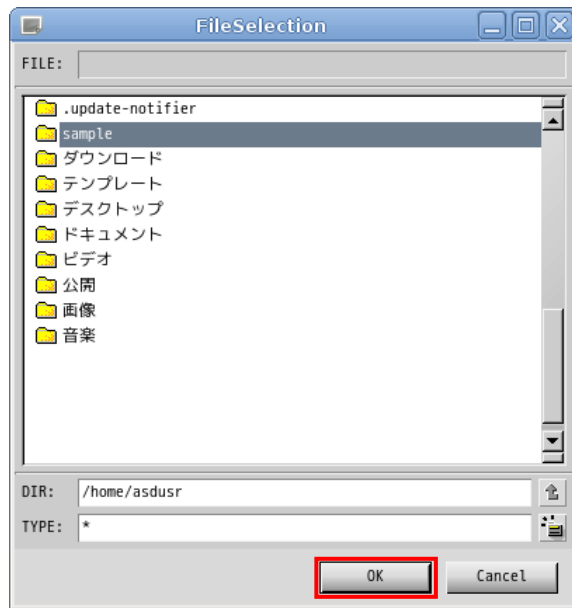 FileSelection
FILE:
.update-notifier
sample
ダウンロード
テンプレート
デスクトップ
ドキュメント
ビデオ
公開
画像
音楽
DIR: /home/asdusr
TYPE: *
OK Cancel